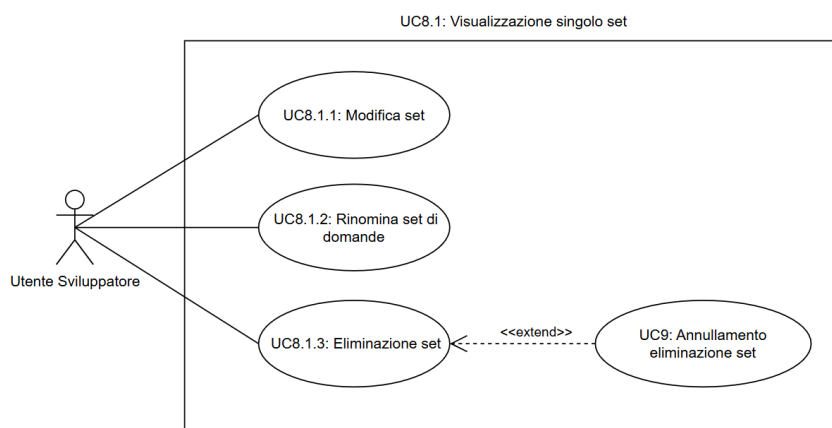 UC8.1: Visualizzazione singolo set
UC8.1.1: Modifica set
UC8.1.2: Rinomina set di
domande
Utente Sviluppatore
UC8.1.3: Eliminazione set
<<extend>>
UC9: Annullamento
eliminazione set